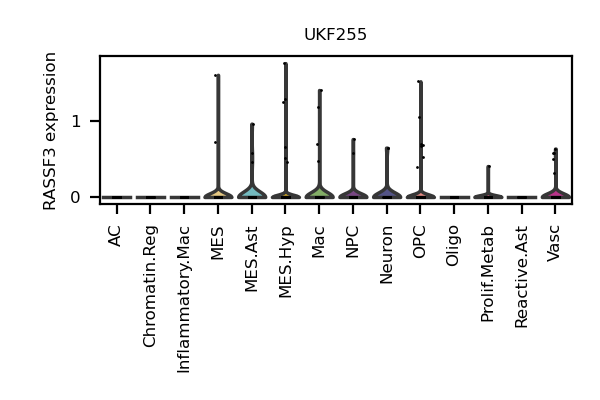 UKF255
RASSF3 expression
1
0
AC
Chromatin.Reg
Inflammatory.Mac
MES
MES.Ast
MES.Hyp
Mac
NPC
Neuron
OPC
Oligo
Prolif.Metab
Reactive.Ast
Vasc